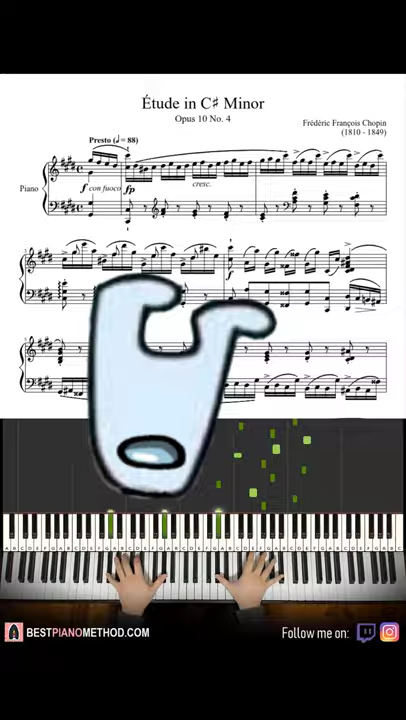 Étude in C♯ Minor
Opus 10 No. 4
Frédéric François Chopin
(1810 - 1849)
Presto (𝅗𝅥 = 88)
Piano
f con fuoco fp
cresc.
f
BESTPIANOMETHOD.COM
Follow me on: